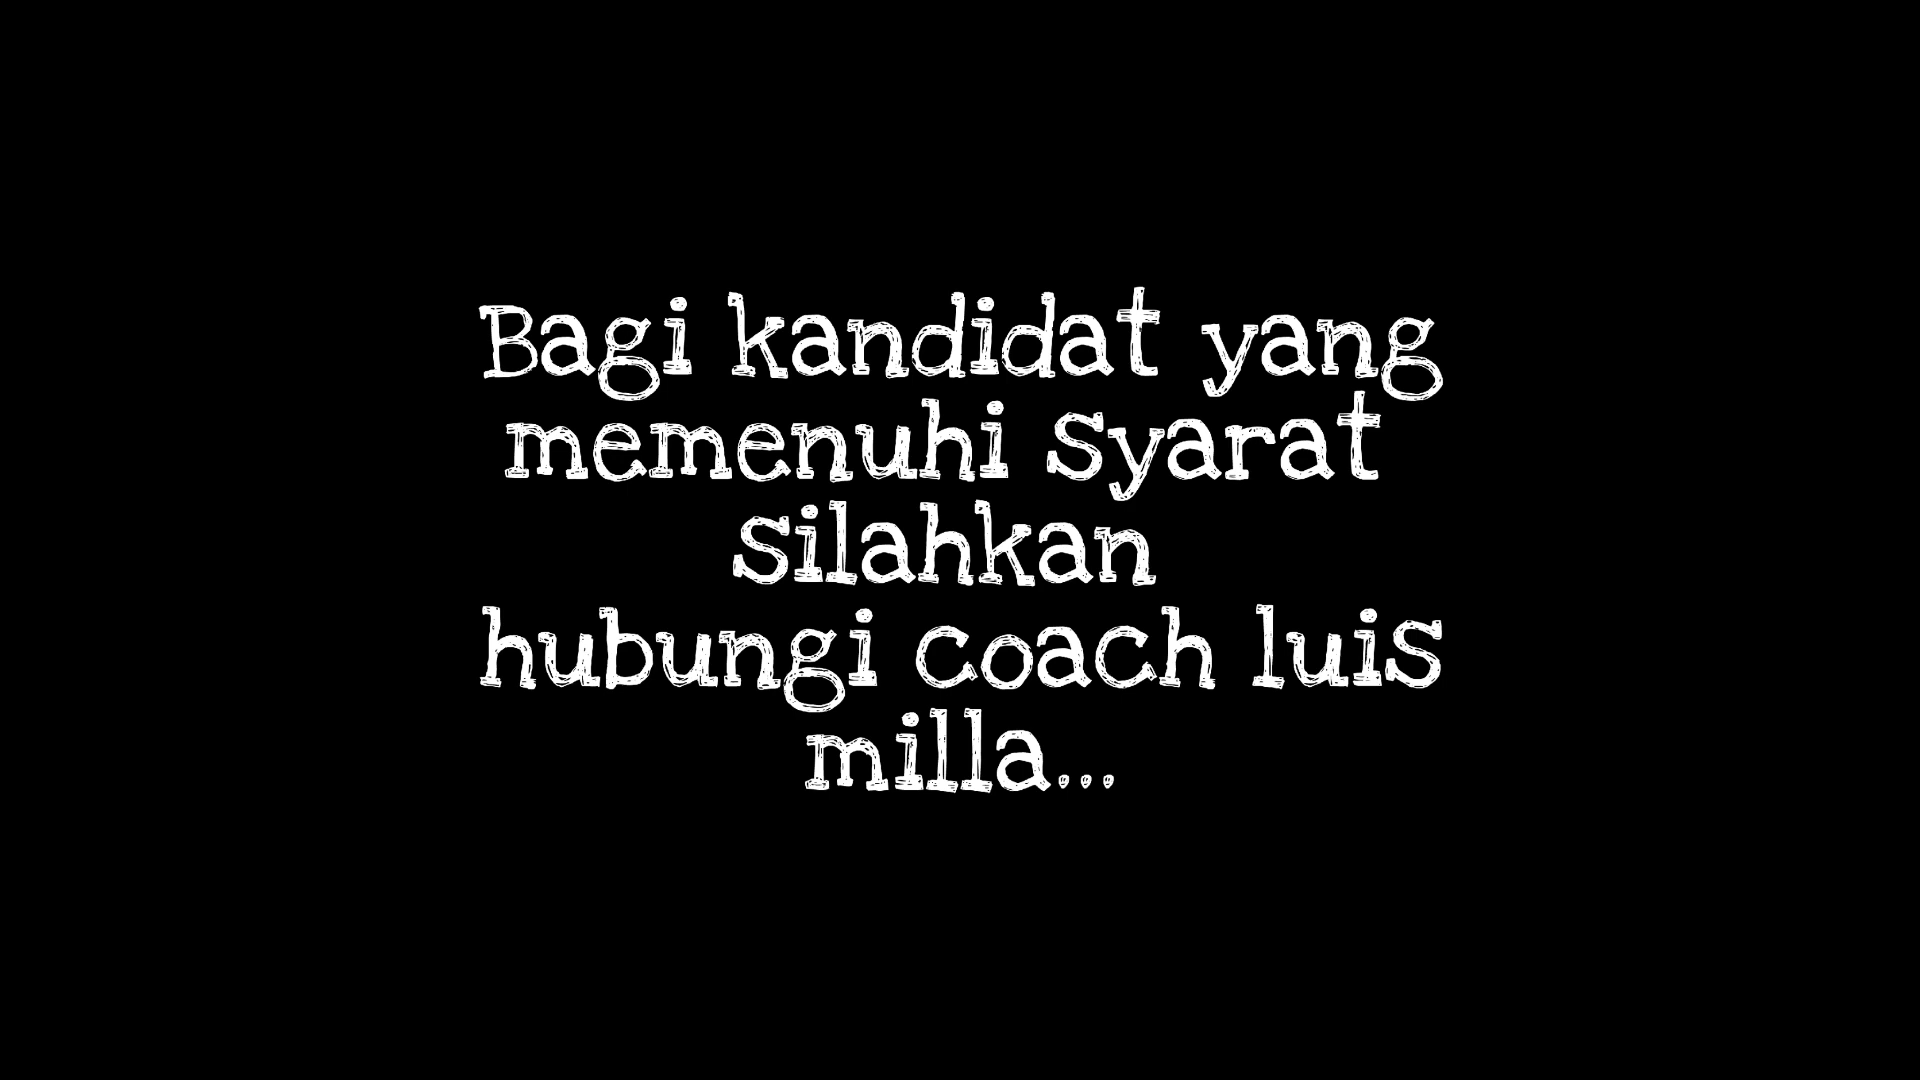 Bagi kandidat yang
memenuhi syarat
silahkan
hubungi coach luis
milla...